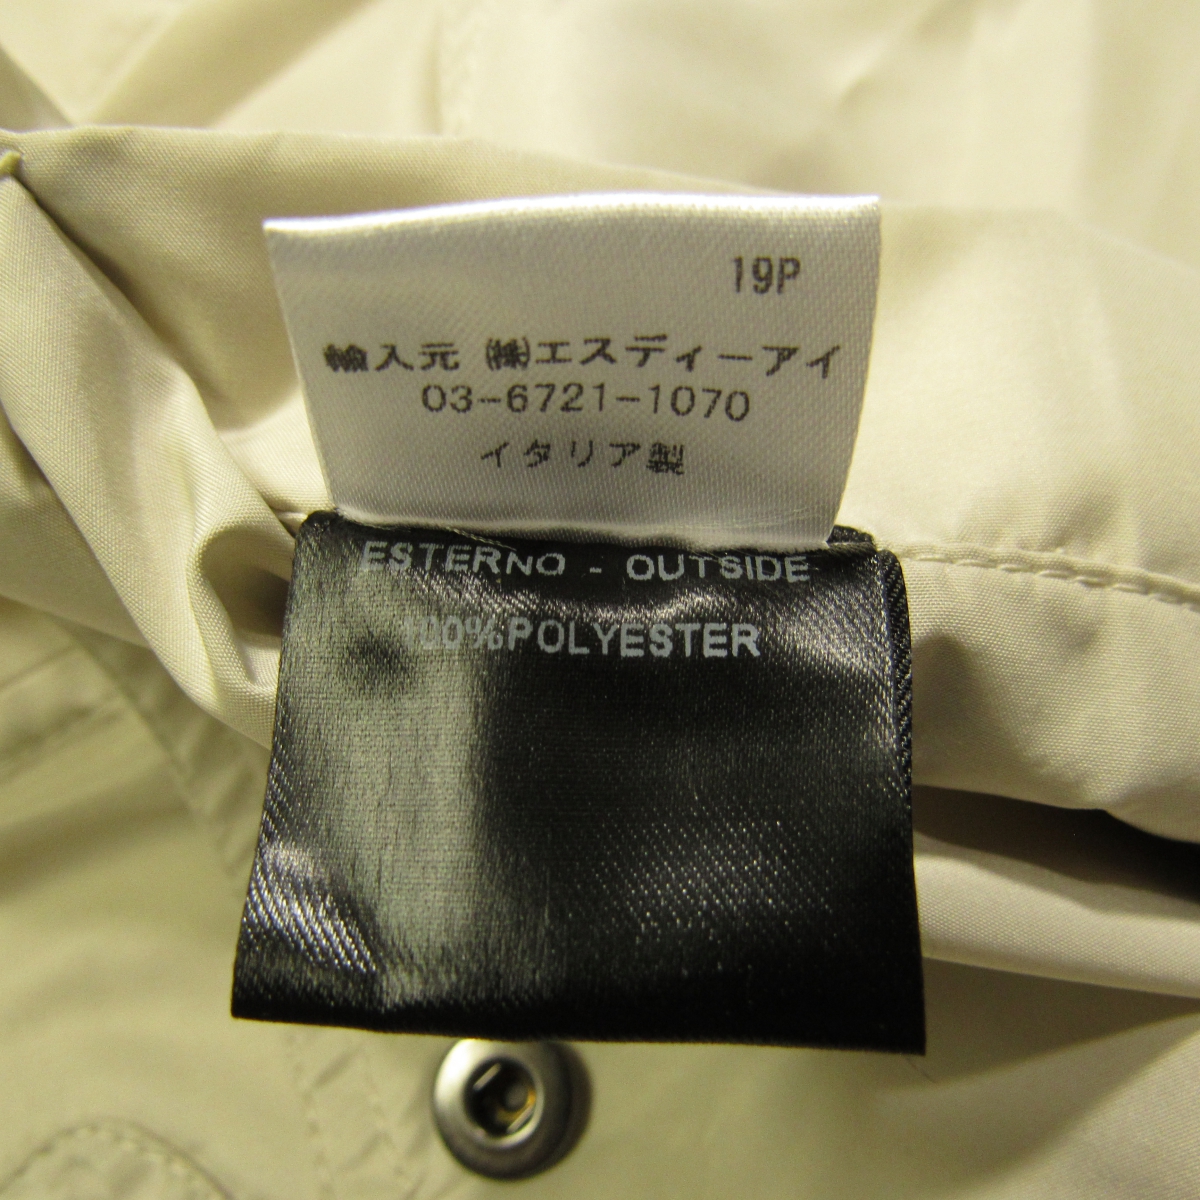 19P
輸入元 ㈱エスディーアイ
03-6721-1070
イタリア製
ESTERNO - OUTSIDE
100%POLYESTER